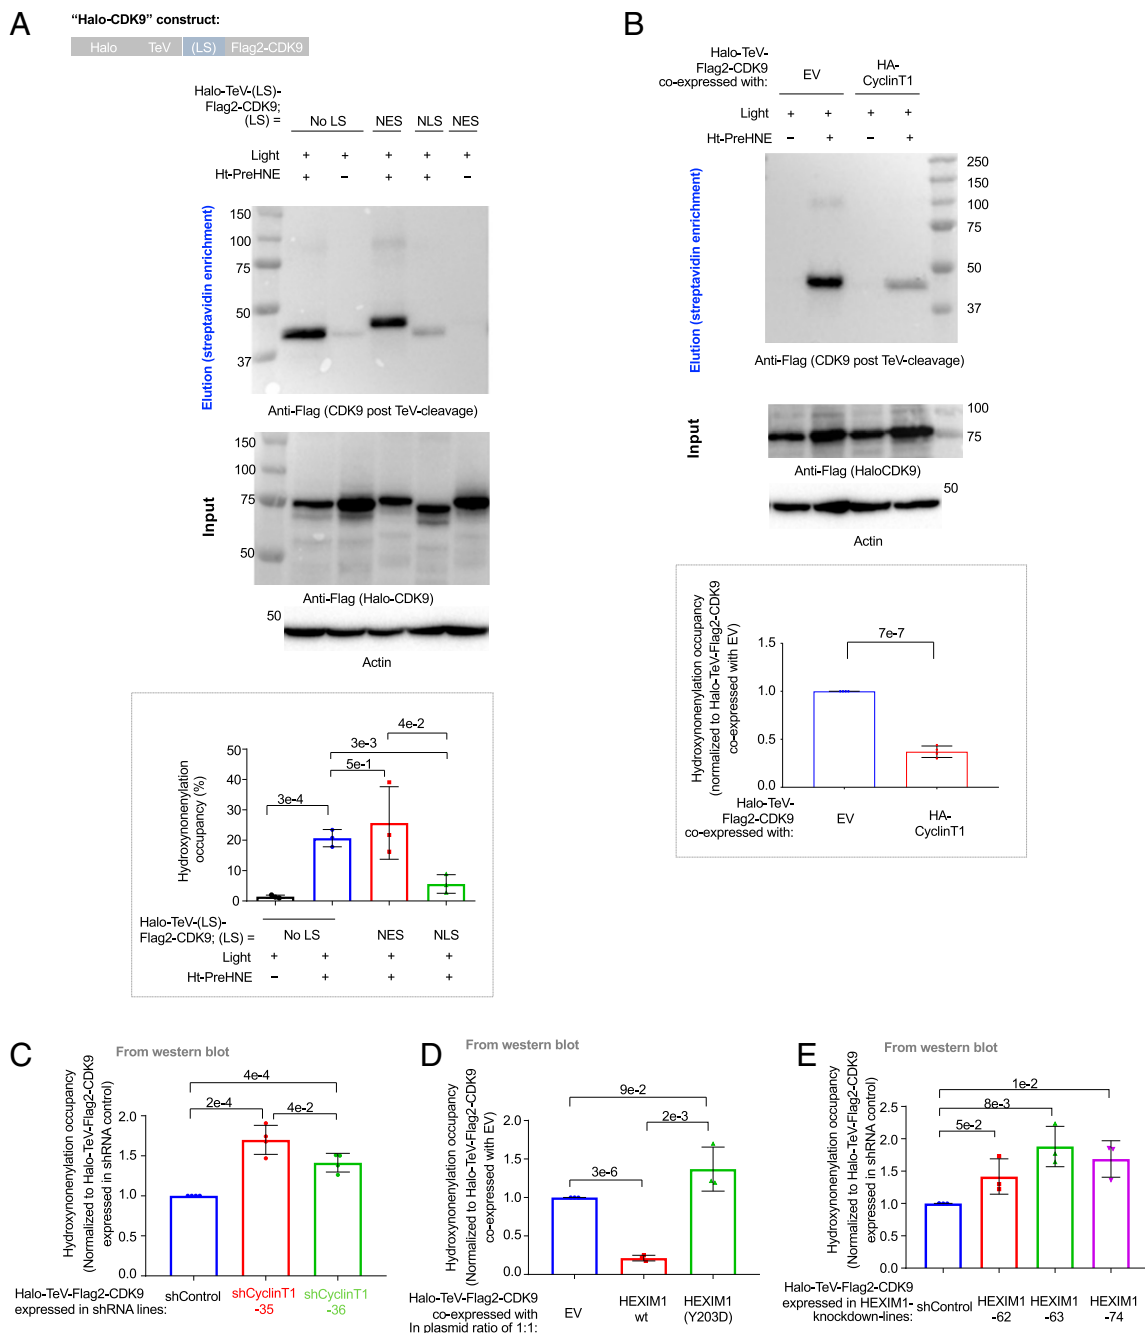 A
"Halo-CDK9" construct:
Halo TeV (LS) Flag2-CDK9
Halo-TeV-(LS)-
Flag2-CDK9;
(LS) =
No LS NES NLS NES
Light + + + + +
Ht-PreHNE + − + + −
Elution (streptavidin enrichment)
150
100
75
50
37
Anti-Flag (CDK9 post TeV-cleavage)
Input
150
100
75
50
Anti-Flag (Halo-CDK9)
50
Actin
Hydroxynonenylation
occupancy (%)
50
40
30
20
10
0
4e-2
3e-3
5e-1
3e-4
Halo-TeV-(LS)-
Flag2-CDK9; (LS) =
No LS NES NLS
Light + + + +
Ht-PreHNE − + + +
B
Halo-TeV-
Flag2-CDK9
co-expressed with:
EV
HA-
CyclinT1
Light + + + +
Ht-PreHNE − + − +
Elution (streptavidin enrichment)
250
150
100
75
50
37
Anti-Flag (CDK9 post TeV-cleavage)
Input
100
75
Anti-Flag (HaloCDK9)
50
Actin
Hydroxynonenylation occupancy
(normalized to Halo-TeV-Flag2-CDK9
co-expressed with EV)
1.5
1.0
0.5
0.0
7e-7
Halo-TeV-
Flag2-CDK9
co-expressed with:
EV
HA-
CyclinT1
C
From western blot
Hydroxynonenylation occupancy
(Normalized to Halo-TeV-Flag2-CDK9
expressed in shRNA control)
2.0
1.5
1.0
0.5
0.0
4e-4
2e-4
4e-2
Halo-TeV-Flag2-CDK9
expressed in shRNA lines:
shControl
shCyclinT1
-35
shCyclinT1
-36
D
From western blot
Hydroxynonenylation occupancy
(Normalized to Halo-TeV-Flag2-CDK9
co-expressed with EV)
2.0
1.5
1.0
0.5
0.0
9e-2
2e-3
3e-6
Halo-TeV-Flag2-CDK9
co-expressed with
In plasmid ratio of 1:1:
EV
HEXIM1
wt
HEXIM1
(Y203D)
E
From western blot
Hydroxynonenylation occupancy
(Normalized to Halo-TeV-Flag2-CDK9
expressed in shRNA control)
2.5
2.0
1.5
1.0
0.5
0.0
1e-2
8e-3
5e-2
Halo-TeV-Flag2-CDK9
expressed in HEXIM1-
knockdown-lines:
shControl
HEXIM1
-62
HEXIM1
-63
HEXIM1
-74